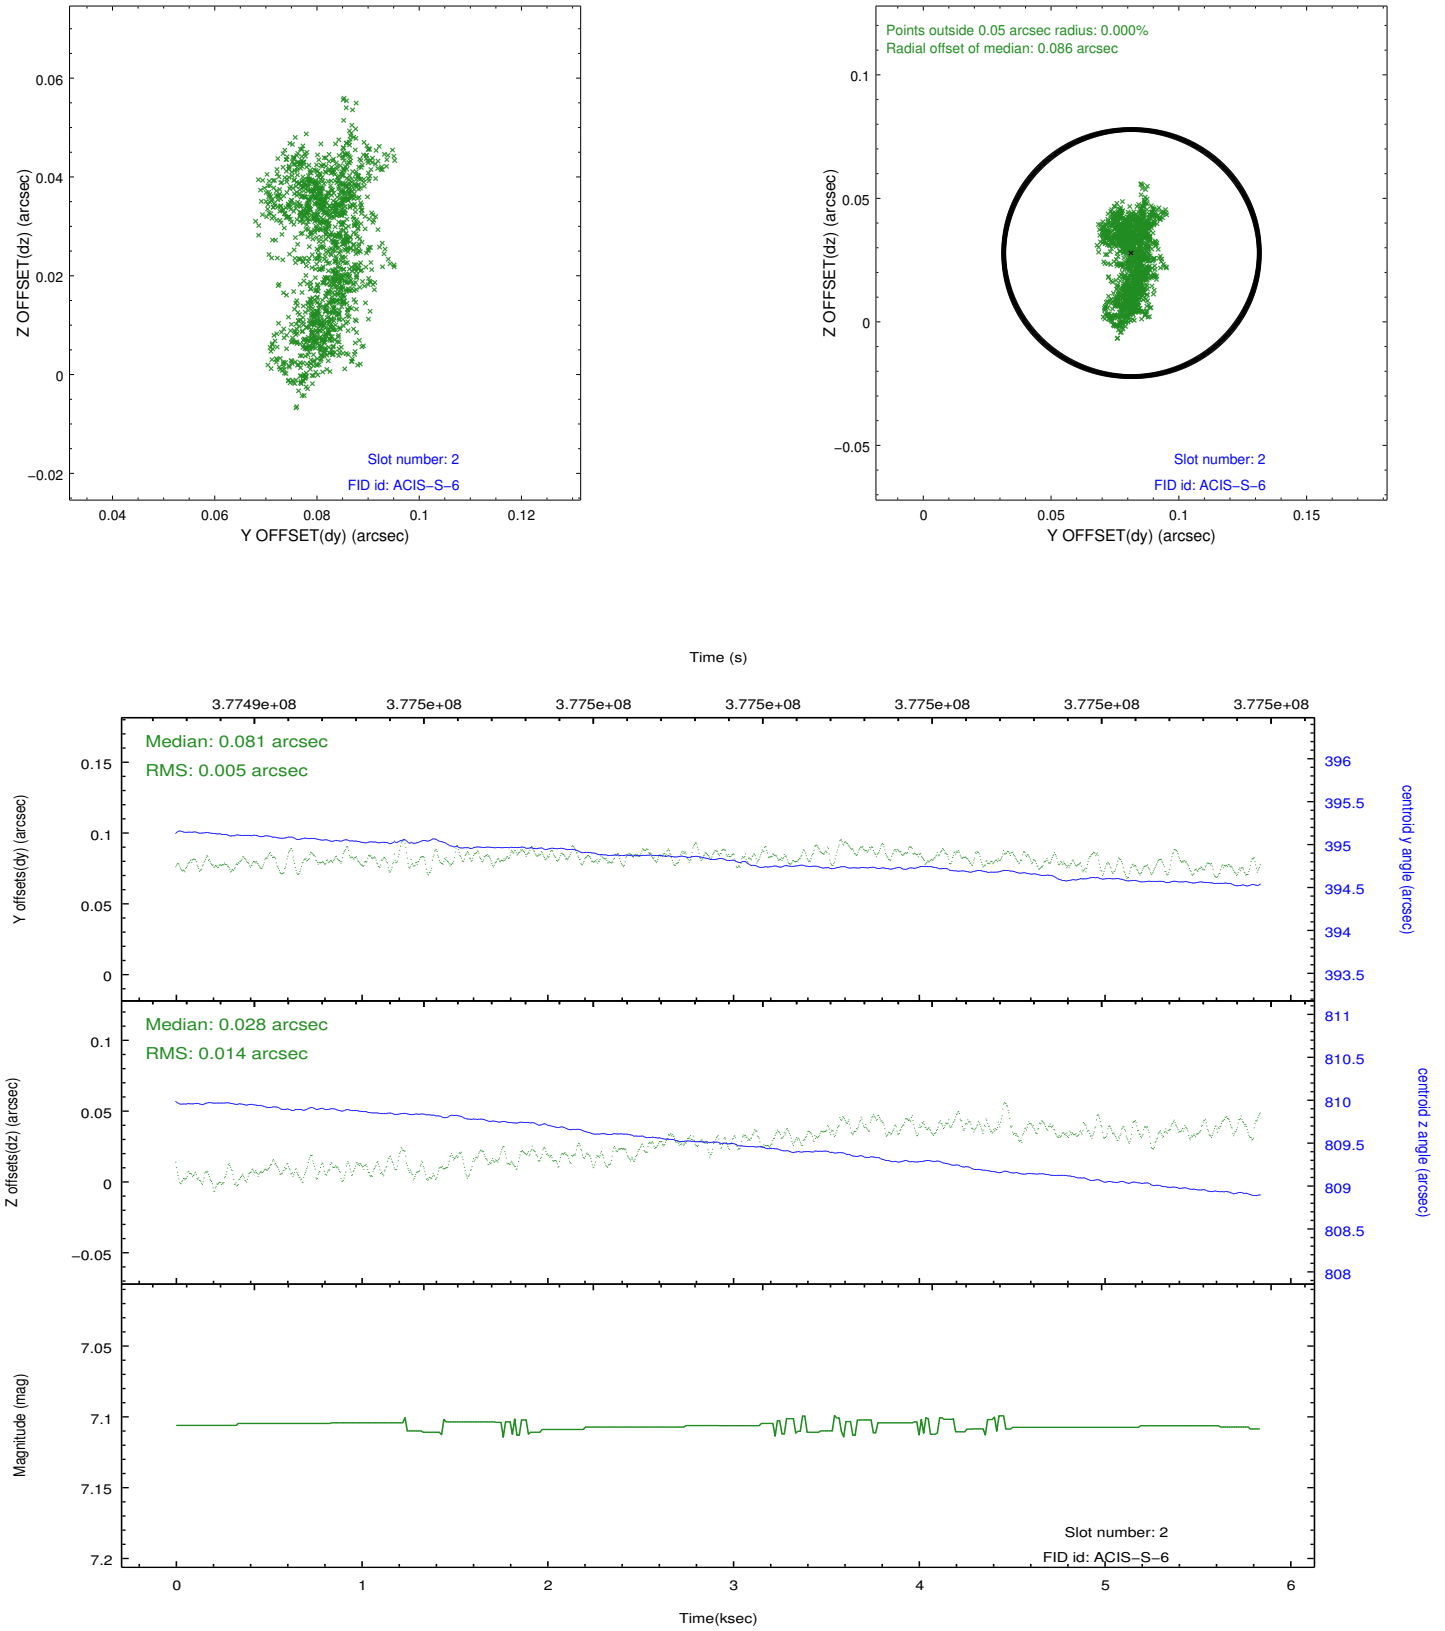 0.06
0.04
0.02
0
−0.02
Z OFFSET(dz) (arcsec)
Slot number: 2
FID id: ACIS−S−6
0.04
0.06
0.08
0.1
0.12
Y OFFSET(dy) (arcsec)
Points outside 0.05 arcsec radius: 0.000%
Radial offset of median: 0.086 arcsec
0.1
0.05
0
−0.05
Z OFFSET(dz) (arcsec)
Slot number: 2
FID id: ACIS−S−6
0
0.05
0.1
0.15
Y OFFSET(dy) (arcsec)
Time (s)
3.7749e+08
3.775e+08
3.775e+08
3.775e+08
3.775e+08
3.775e+08
3.775e+08
Median: 0.081 arcsec
RMS: 0.005 arcsec
0.15
0.1
0.05
0
Y offsets(dy) (arcsec)
396
395.5
395
394.5
394
393.5
centroid y angle (arcsec)
Median: 0.028 arcsec
RMS: 0.014 arcsec
0.1
0.05
0
−0.05
Z offsets(dz) (arcsec)
811
810.5
810
809.5
809
808.5
808
centroid z angle (arcsec)
7.05
7.1
7.15
7.2
Magnitude (mag)
Slot number: 2
FID id: ACIS−S−6
0
1
2
3
4
5
6
Time(ksec)